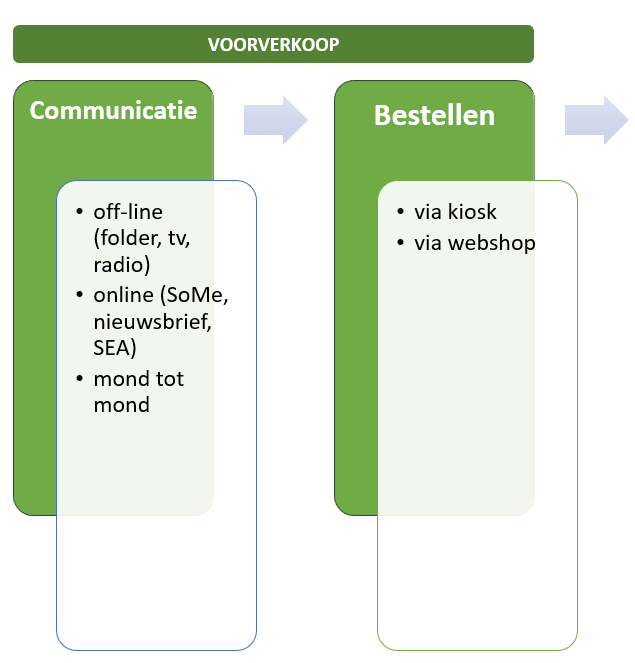 VOORVERKOOP
Communicatie
• off-line
(folder, tv,
radio)
• online (SoMe,
nieuwsbrief,
SEA)
• mond tot
mond
Bestellen
• via kiosk
• via webshop